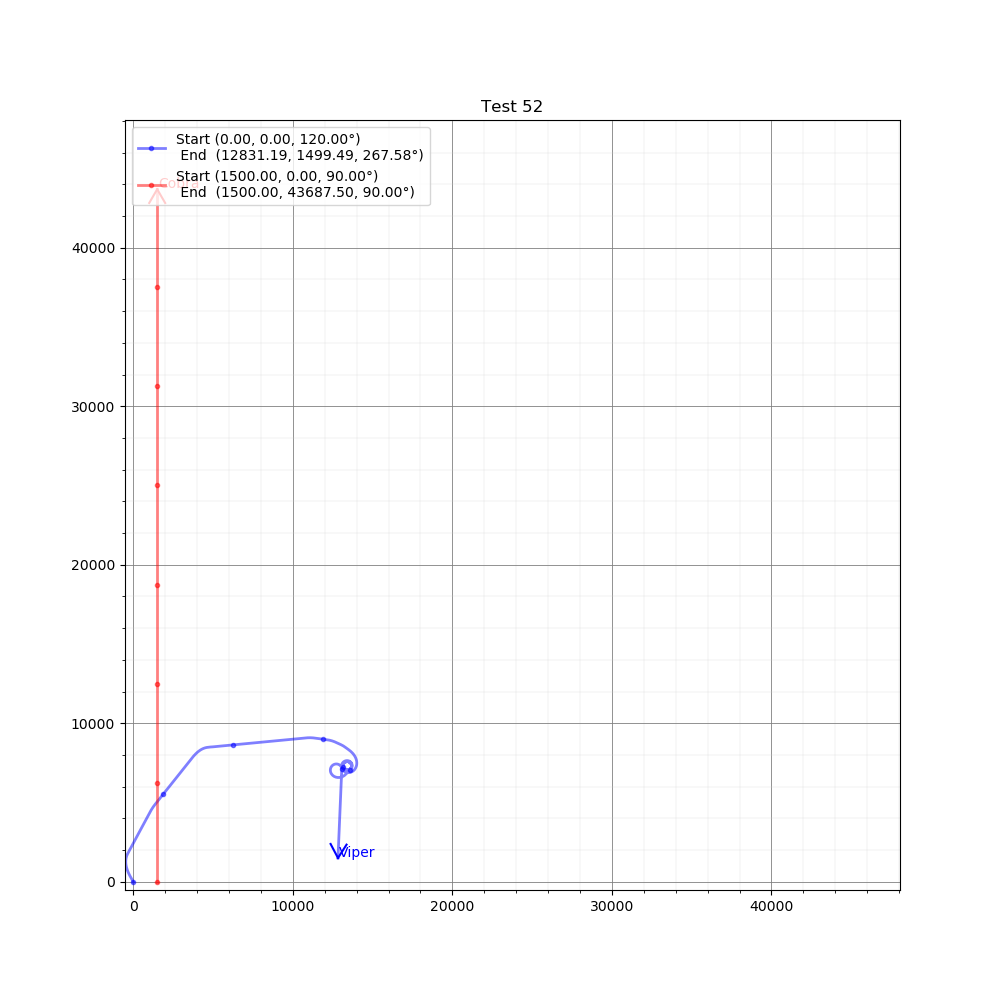 Test 52
Start (0.00, 0.00, 120.00°)
End (12831.19, 1499.49, 267.58°)
Start (1500.00, 0.00, 90.00°)
End (1500.00, 43687.50, 90.00°)
Cobra
40000
30000
20000
10000
0
Viper
0 10000 20000 30000 40000